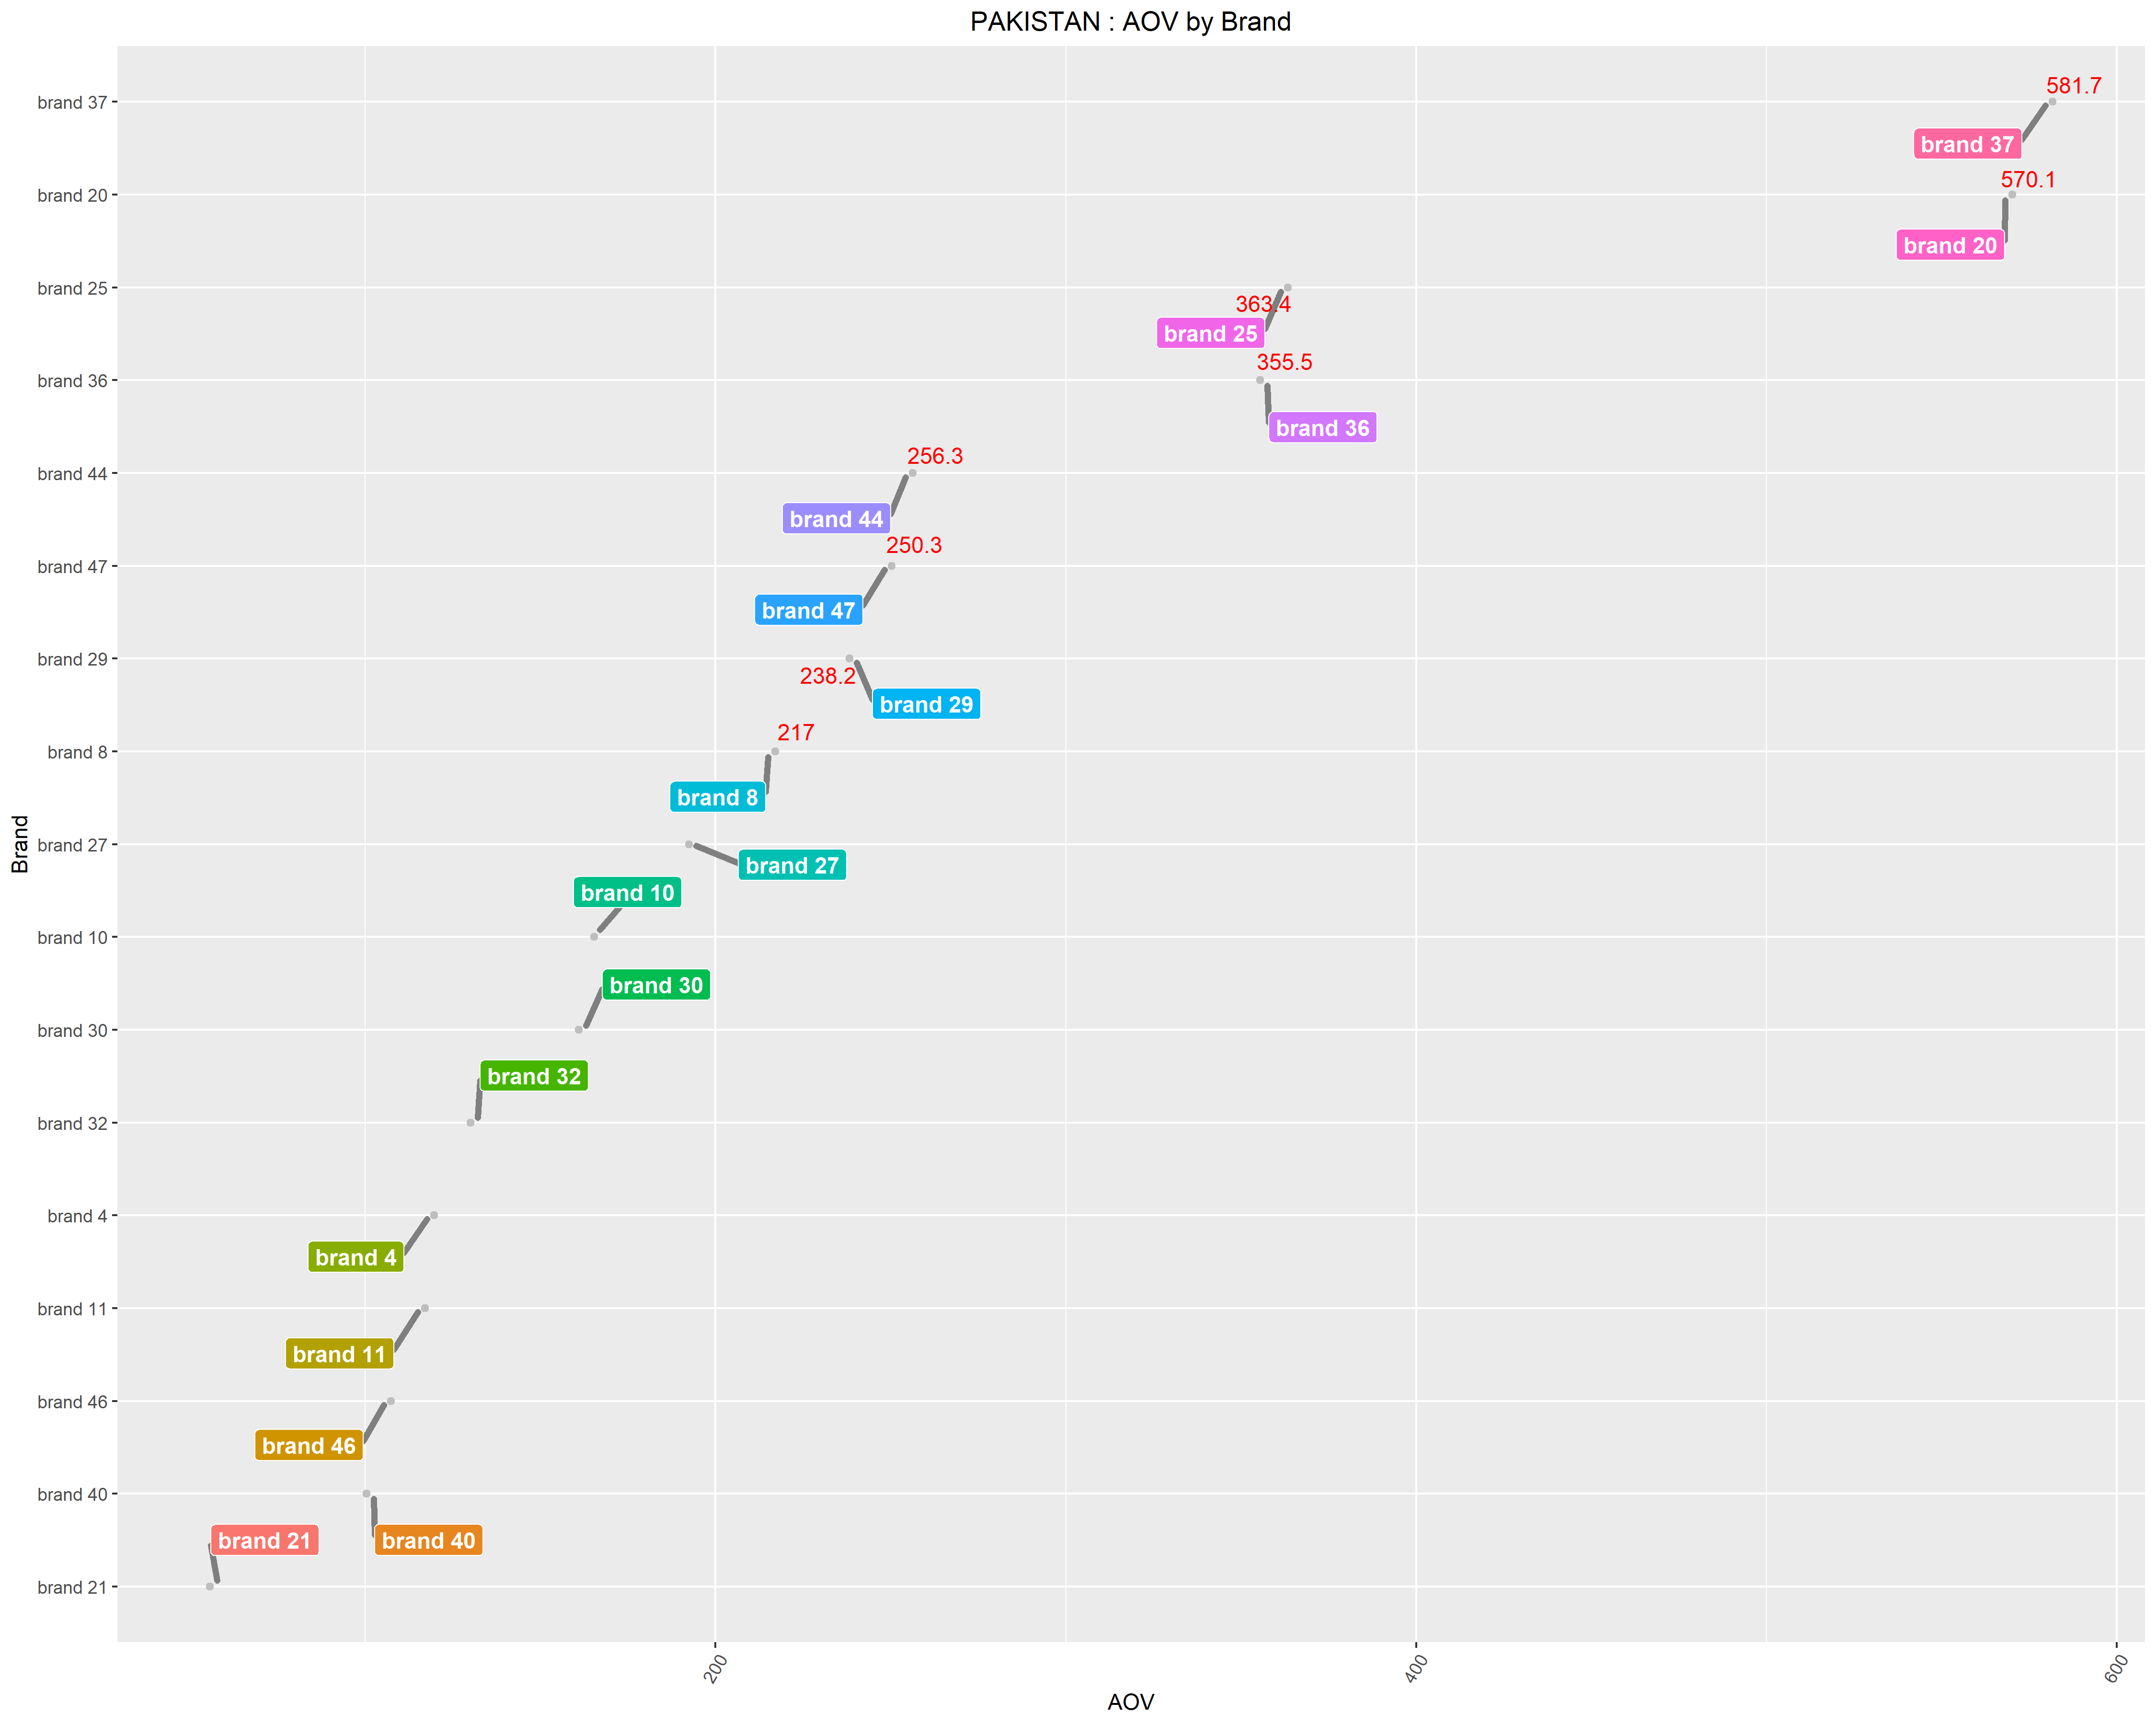 PAKISTAN : AOV by Brand
brand 37
581.7
brand 37
brand 20
570.1
brand 20
brand 25
363.4
brand 25
brand 36
355.5
brand 36
brand 44
256.3
brand 44
brand 47
250.3
brand 47
brand 29
238.2
brand 29
brand 8
217
brand 8
brand 27
brand 27
brand 10
brand 10
brand 30
brand 30
brand 32
brand 32
brand 4
brand 4
brand 11
brand 11
brand 46
brand 46
brand 40
brand 21
brand 40
brand 21
Brand
200
400
600
AOV